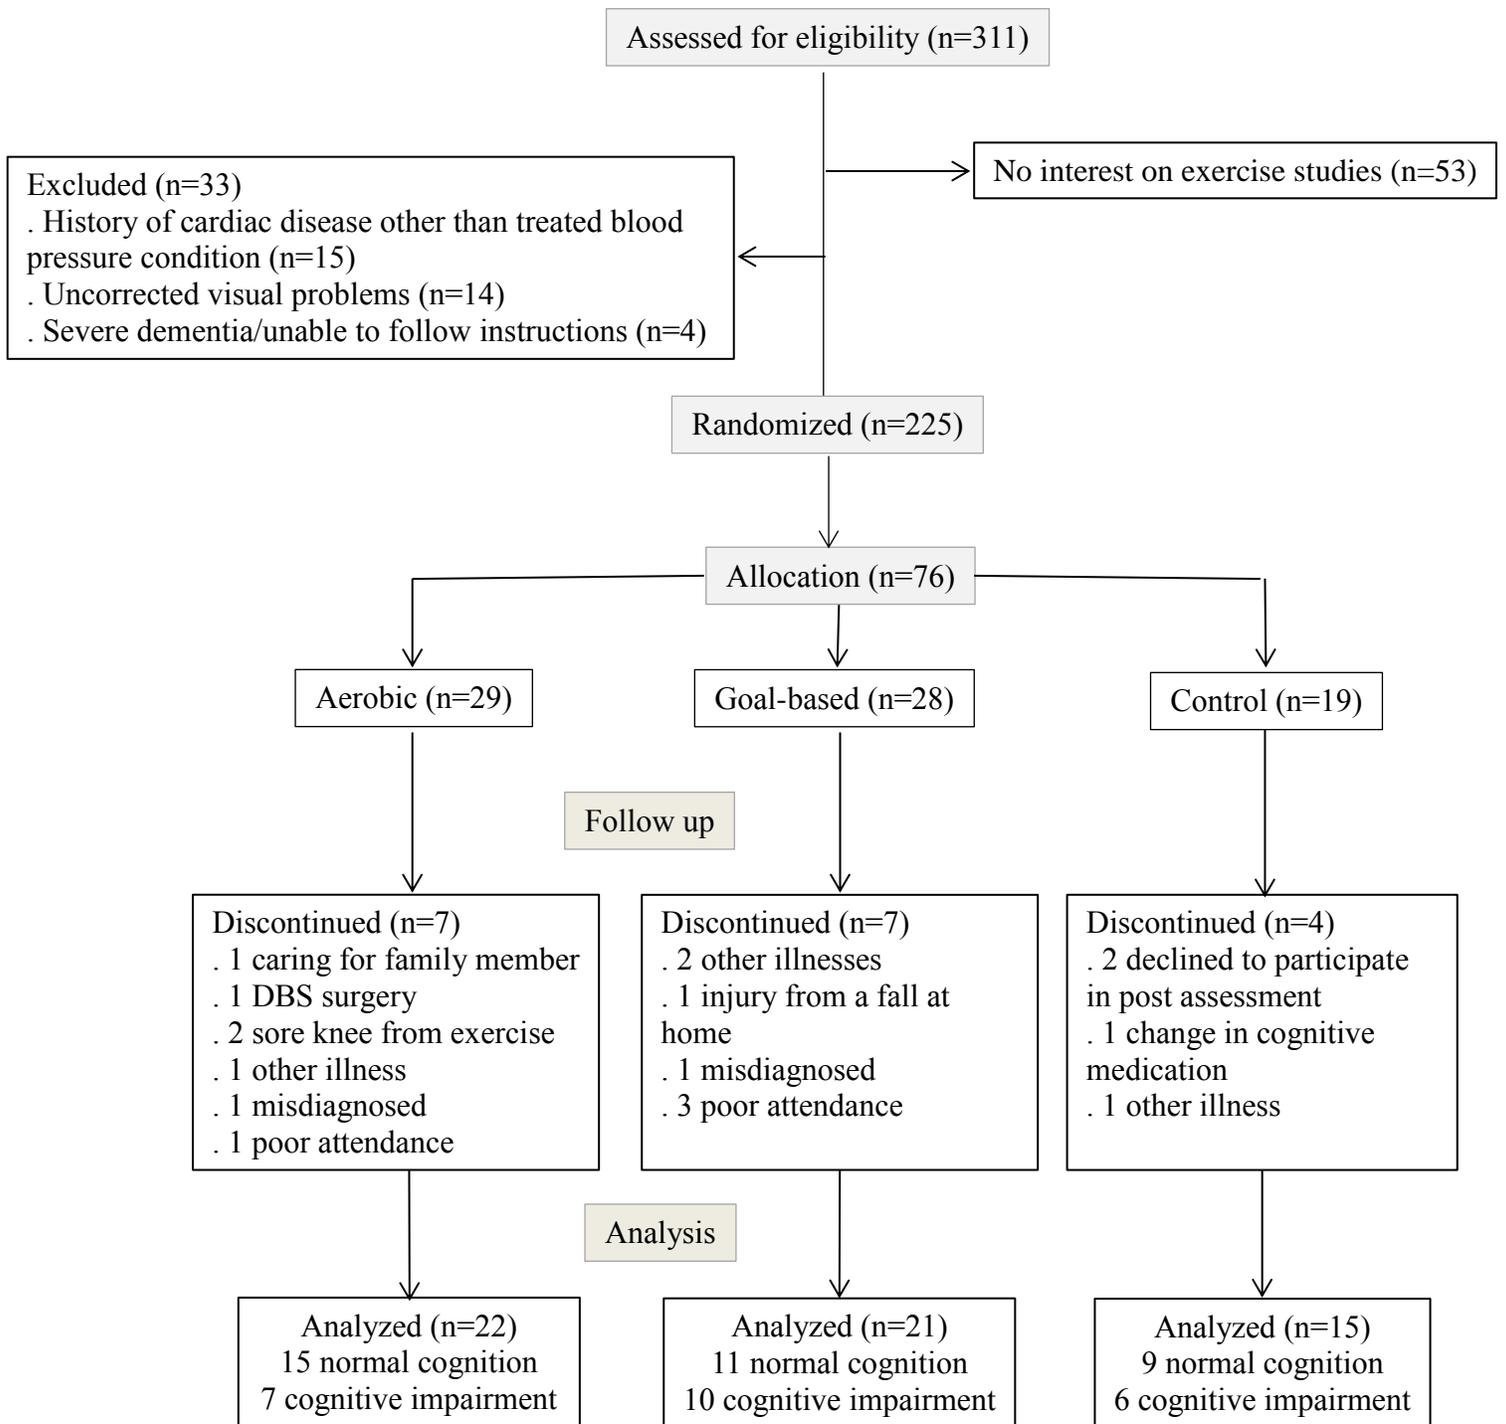 Assessed for eligibility (n=311)
No interest on exercise studies (n=53)
Excluded (n=33)
. History of cardiac disease other than treated blood
pressure condition (n=15)
. Uncorrected visual problems (n=14)
. Severe dementia/unable to follow instructions (n=4)
Randomized (n=225)
Allocation (n=76)
Aerobic (n=29)
Goal-based (n=28)
Control (n=19)
Follow up
Discontinued (n=7)
. 1 caring for family member
. 1 DBS surgery
. 2 sore knee from exercise
. 1 other illness
. 1 misdiagnosed
. 1 poor attendance
Discontinued (n=7)
. 2 other illnesses
. 1 injury from a fall at
home
. 1 misdiagnosed
. 3 poor attendance
Discontinued (n=4)
. 2 declined to participate
in post assessment
. 1 change in cognitive
medication
. 1 other illness
Analysis
Analyzed (n=22)
15 normal cognition
7 cognitive impairment
Analyzed (n=21)
11 normal cognition
10 cognitive impairment
Analyzed (n=15)
9 normal cognition
6 cognitive impairment